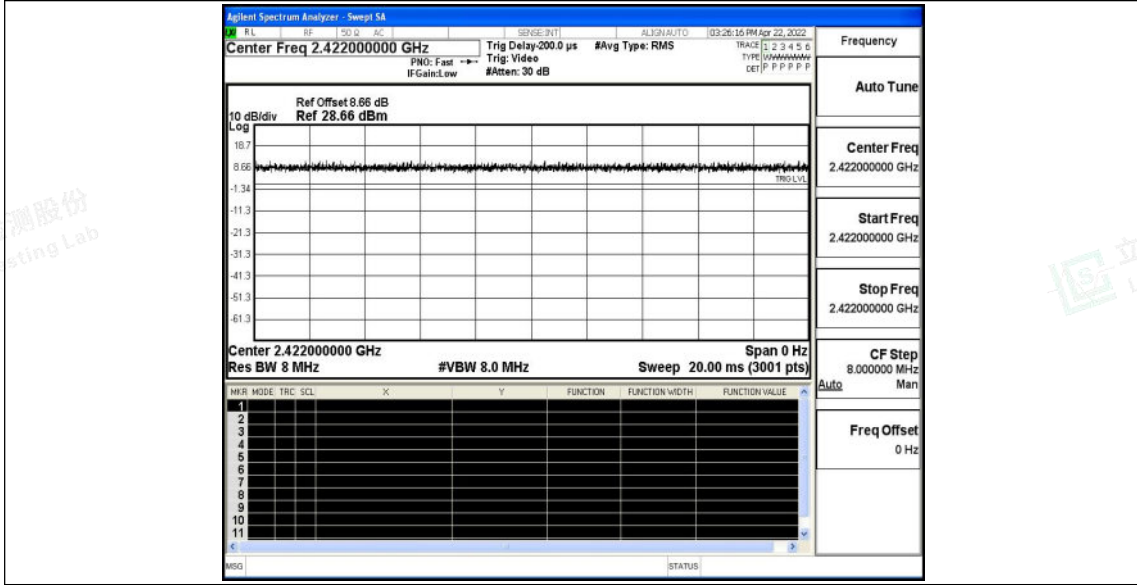 Agilent Spectrum Analyzer - Swept SA
RL RF 50 Ω AC SENSE:INT ALIGN AUTO 03:26:16 PM Apr 22, 2022
Center Freq 2.422000000 GHz
PNO: Fast
IFGain:Low
Trig Delay-200.0 µs
Trig: Video
#Atten: 30 dB
#Avg Type: RMS
TRACE 1 2 3 4 5 6
TYPE
DET P P P P P P
Ref Offset 8.66 dB
10 dB/div Ref 28.66 dBm
Log
18.7
8.66
TRIG LVL
-1.34
-11.3
-21.3
-31.3
-41.3
-51.3
-61.3
Center 2.422000000 GHz Span 0 Hz
Res BW 8 MHz #VBW 8.0 MHz Sweep 20.00 ms (3001 pts)
MKR MODE TRC SCL X Y FUNCTION FUNCTION WIDTH FUNCTION VALUE
1
2
3
4
5
6
7
8
9
10
11
MSG STATUS
Frequency
Auto Tune
Center Freq
2.422000000 GHz
Start Freq
2.422000000 GHz
Stop Freq
2.422000000 GHz
CF Step
8.000000 MHz
Auto Man
Freq Offset
0 Hz
测股份
sting Lab
立
LCS